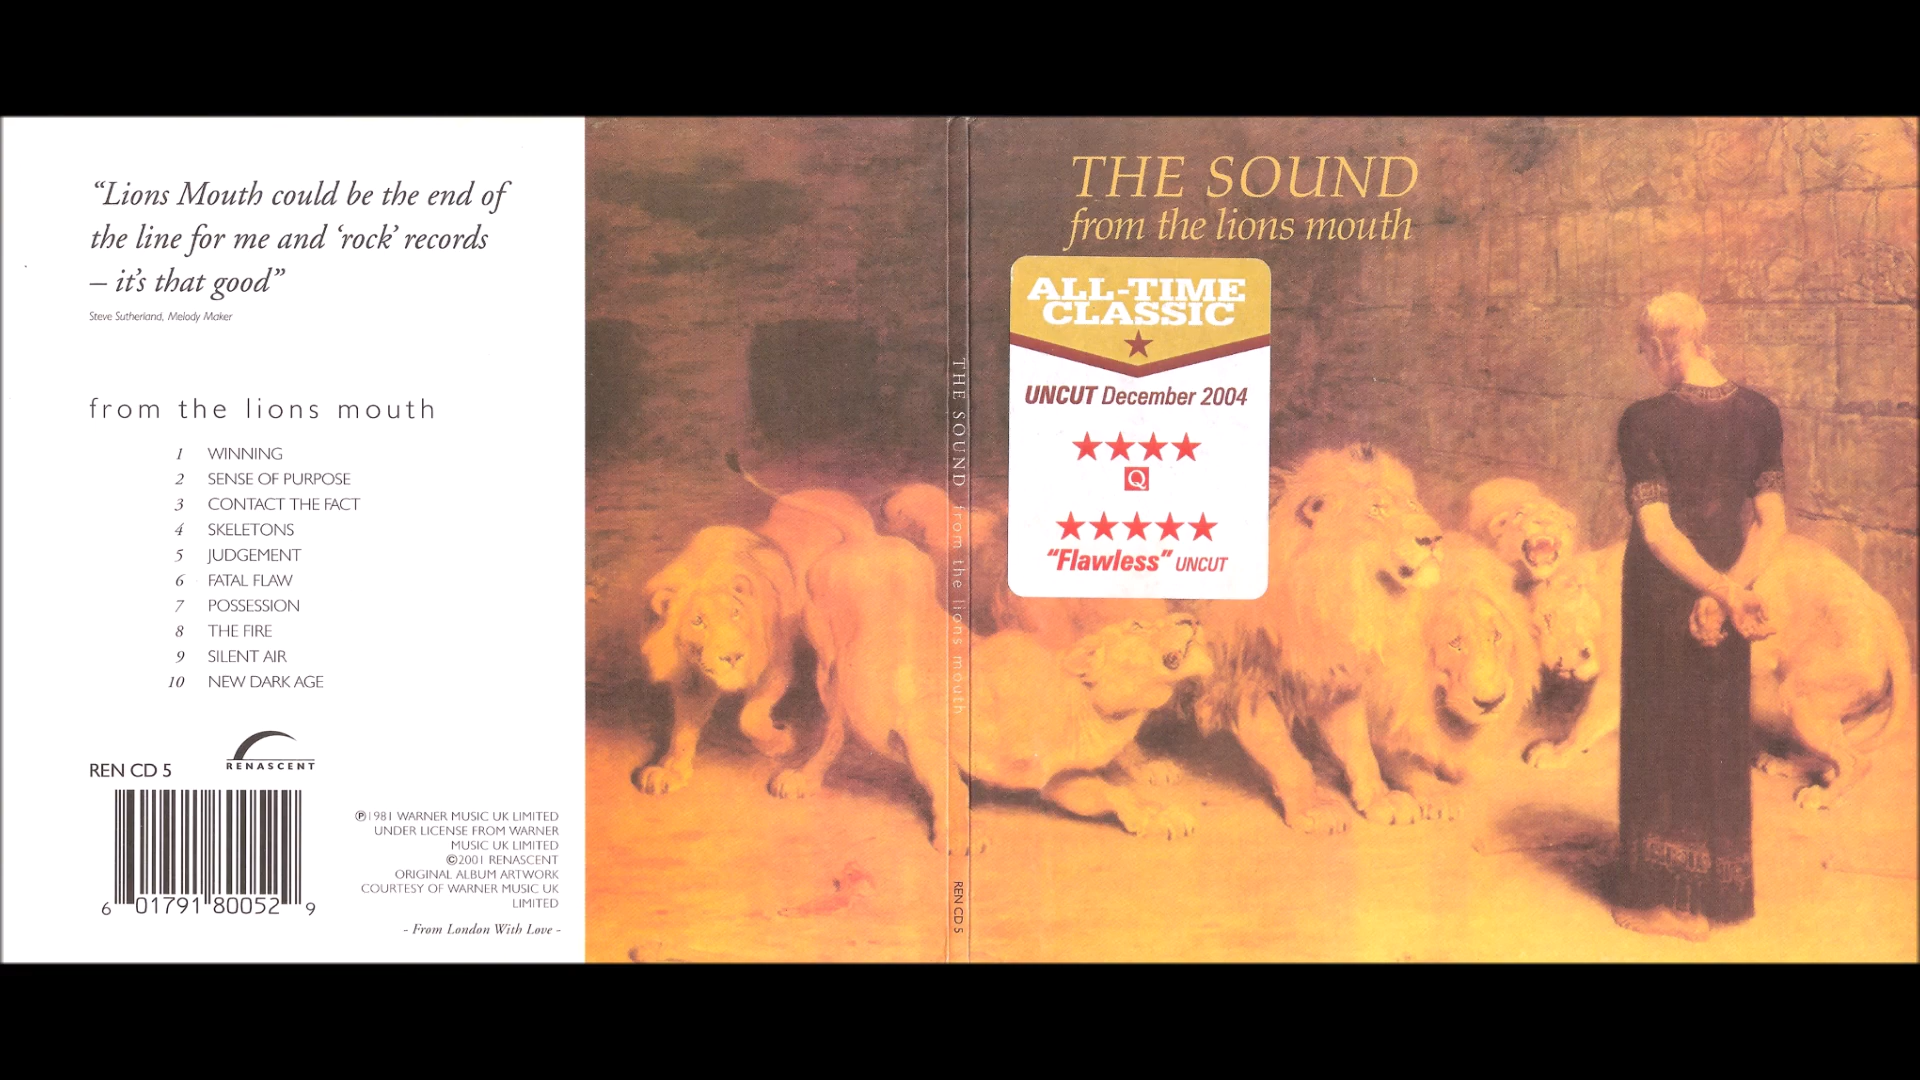 “Lions Mouth could be the end of
the line for me and ‘rock’ records
– it’s that good”
Steve Sutherland, Melody Maker
from the lions mouth
1 WINNING
2 SENSE OF PURPOSE
3 CONTACT THE FACT
4 SKELETONS
5 JUDGEMENT
6 FATAL FLAW
7 POSSESSION
8 THE FIRE
9 SILENT AIR
10 NEW DARK AGE
REN CD 5
RENASCENT
6 01791 80052 9
℗1981 WARNER MUSIC UK LIMITED
UNDER LICENSE FROM WARNER
MUSIC UK LIMITED
©2001 RENASCENT
ORIGINAL ALBUM ARTWORK
COURTESY OF WARNER MUSIC UK
LIMITED
- From London With Love -
THE SOUND from the lions mouth
REN CD 5
THE SOUND
from the lions mouth
ALL-TIME
CLASSIC
UNCUT December 2004
Q
“Flawless” UNCUT